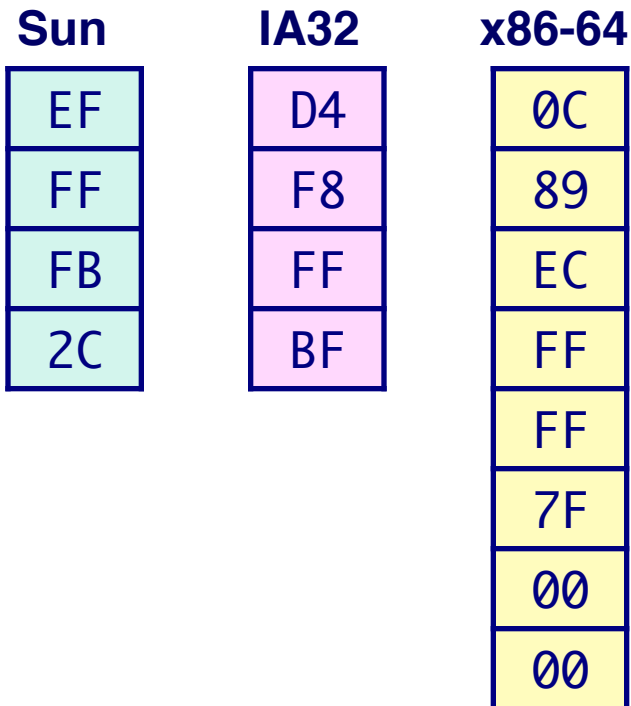 Sun IA32 x86-64
EF D4 0C
FF F8 89
FB FF EC
2C BF FF
FF
7F
00
00